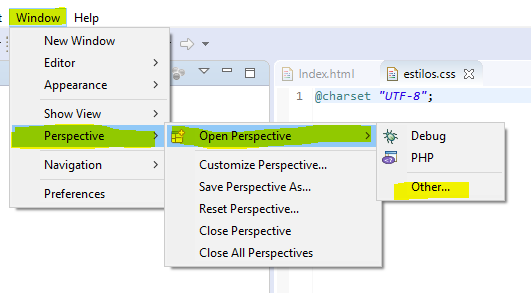 Window Help
New Window
Editor
Appearance
Show View
Perspective
Navigation
Preferences
Open Perspective
Customize Perspective...
Save Perspective As...
Reset Perspective...
Close Perspective
Close All Perspectives
Debug
PHP
Other...
Index.html
estilos.css
1 @charset "UTF-8";